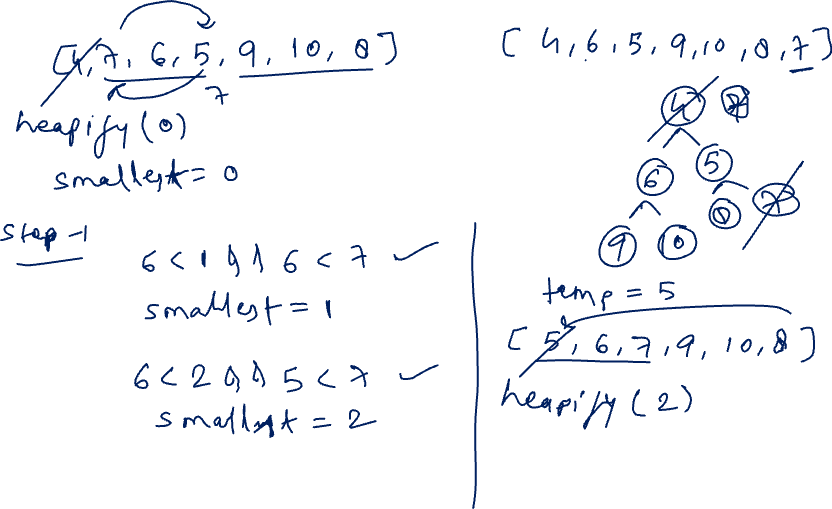 [4, 7, 6, 5, 9, 10, 8]
7
heapify(0)
smallest = 0
Step-1
6 < 1 && 6 < 7 ✓
smallest = 1
6 < 2 && 5 < 7 ✓
smallest = 2
[4, 6, 5, 9, 10, 8, 7]
4 7
6 5
9 10 8 7
temp = 5
[5, 6, 7, 9, 10, 8]
heapify(2)